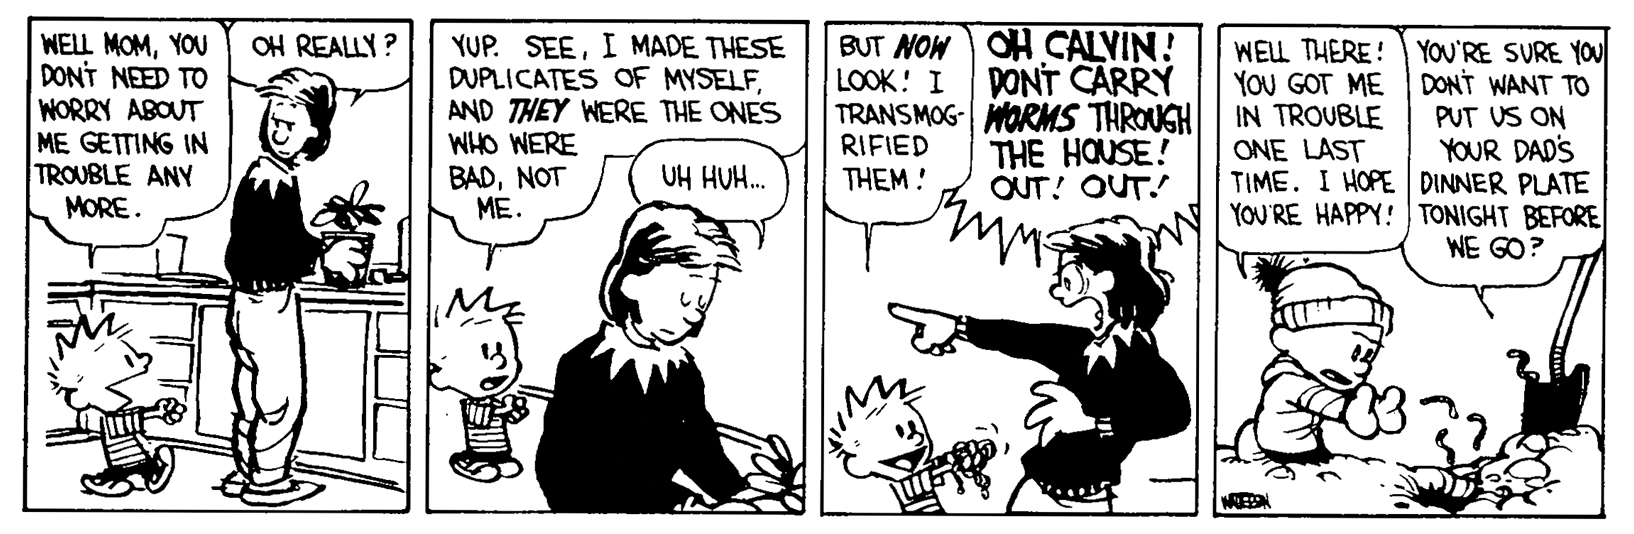 WELL MOM, YOU
DON'T NEED TO
WORRY ABOUT
ME GETTING IN
TROUBLE ANY
MORE.
OH REALLY?
YUP. SEE, I MADE THESE
DUPLICATES OF MYSELF,
AND THEY WERE THE ONES
WHO WERE
BAD, NOT
ME.
UH HUH...
BUT NOW
LOOK! I
TRANSMOG-
RIFIED
THEM!
OH, CALVIN!
DON'T CARRY
WORMS THROUGH
THE HOUSE!
OUT! OUT!
WELL THERE!
YOU GOT ME
IN TROUBLE
ONE LAST
TIME. I HOPE
YOU'RE HAPPY!
YOU'RE SURE YOU
DON'T WANT TO
PUT US ON
YOUR DAD'S
DINNER PLATE
TONIGHT BEFORE
WE GO?
WATTERSON